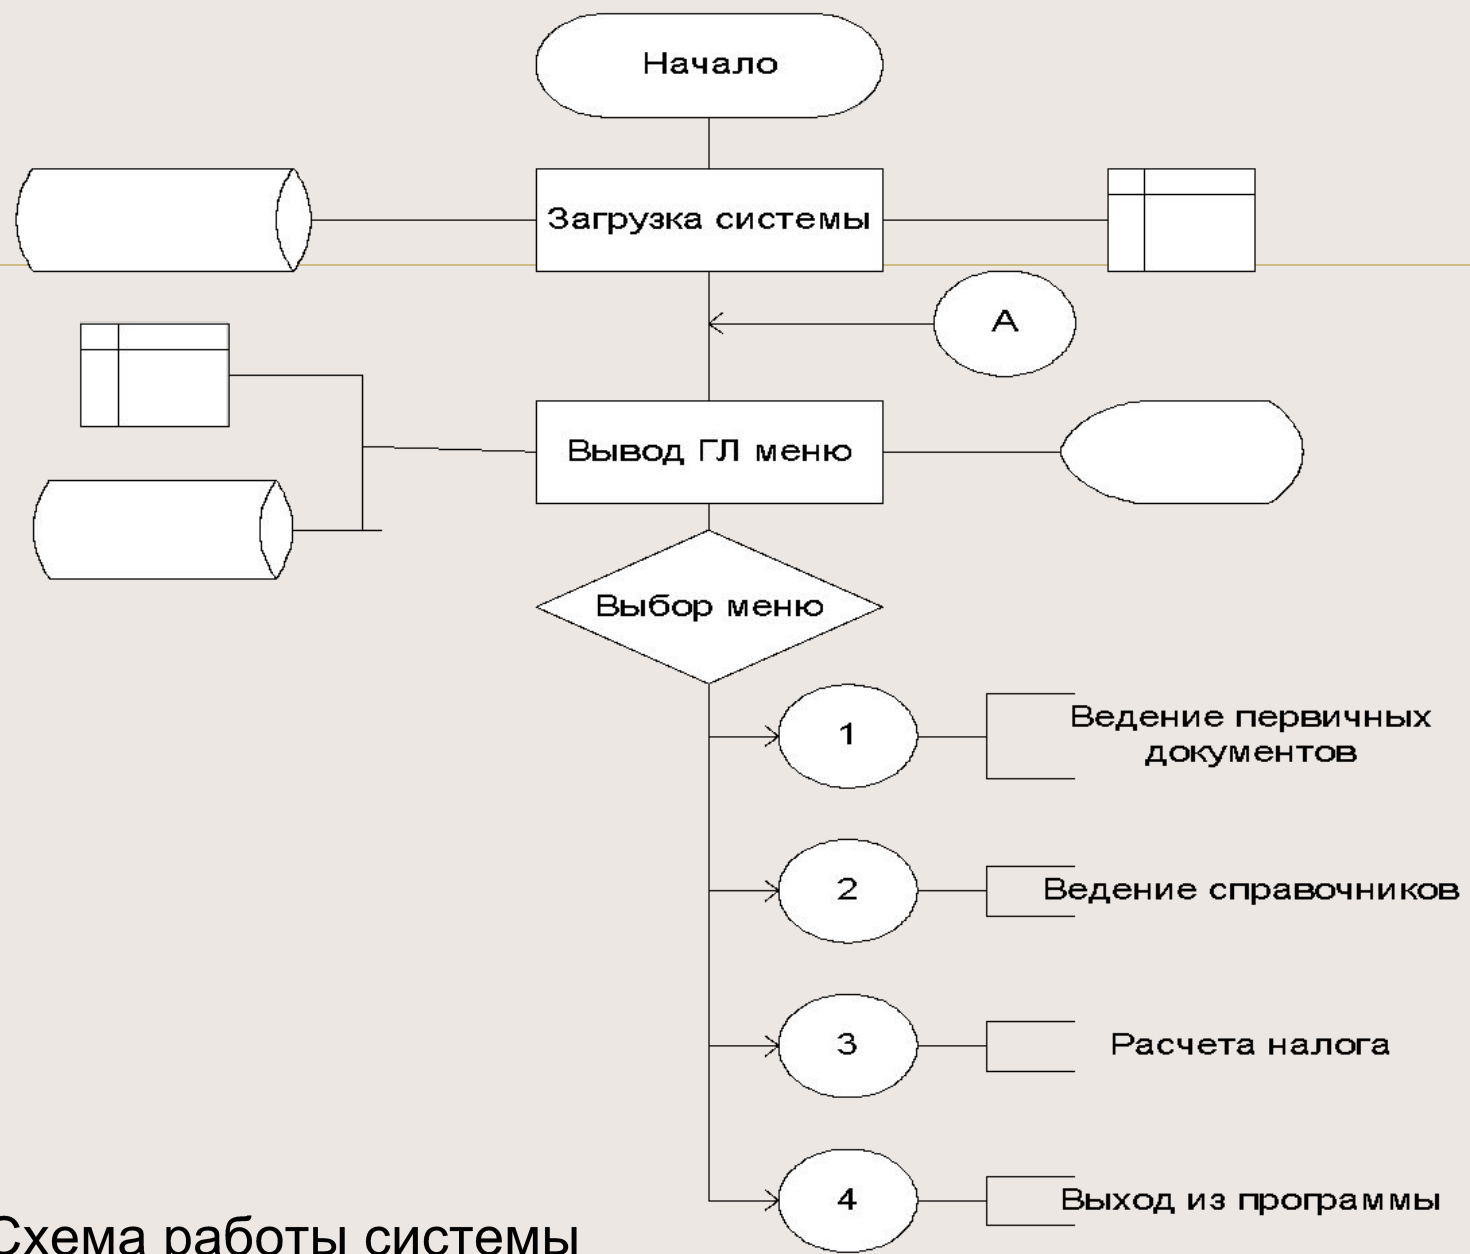 Начало
Загрузка системы
А
Вывод ГЛ меню
Выбор меню
1
Ведение первичных
документов
2
Ведение справочников
3
Расчета налога
4
Выход из программы
Схема работы системы